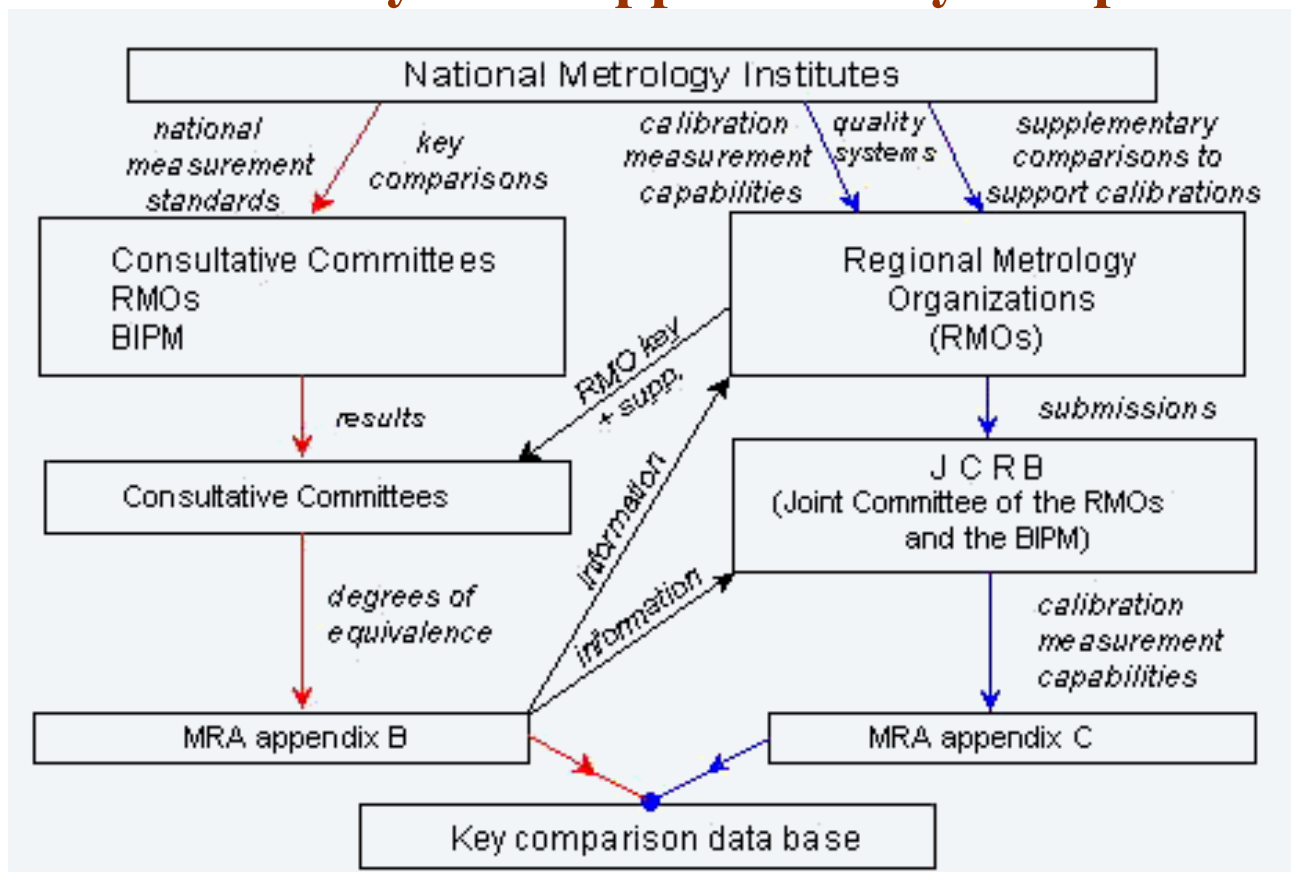 National Metrology Institutes
national
measurement
standards
key
comparisons
calibration
measurement
capabilities
quality
systems
supplementary
comparisons to
support calibrations
Consultative Committees
RMOs
BIPM
Regional Metrology
Organizations
(RMOs)
RMO key
+ supp.
results
submissions
Consultative Committees
J C R B
(Joint Committee of the RMOs
and the BIPM)
information
information
degrees of
equivalence
calibration
measurement
capabilities
MRA appendix B
MRA appendix C
Key comparison data base